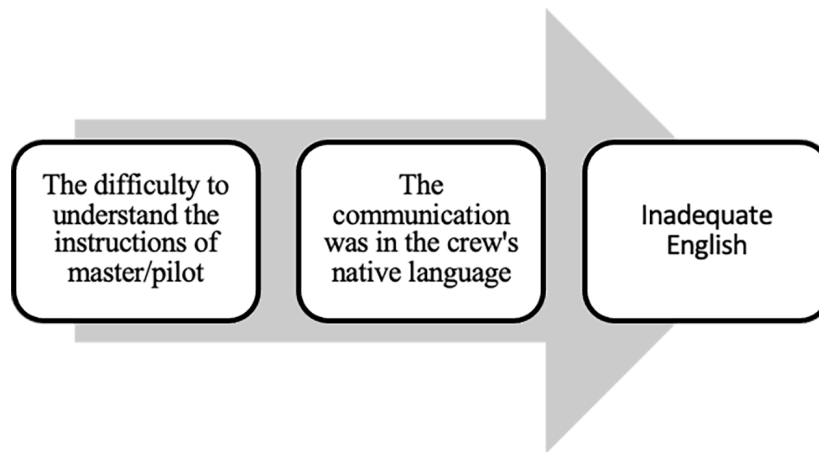 The difficulty to
understand the
instructions of
master/pilot
The
communication
was in the crew's
native language
Inadequate
English